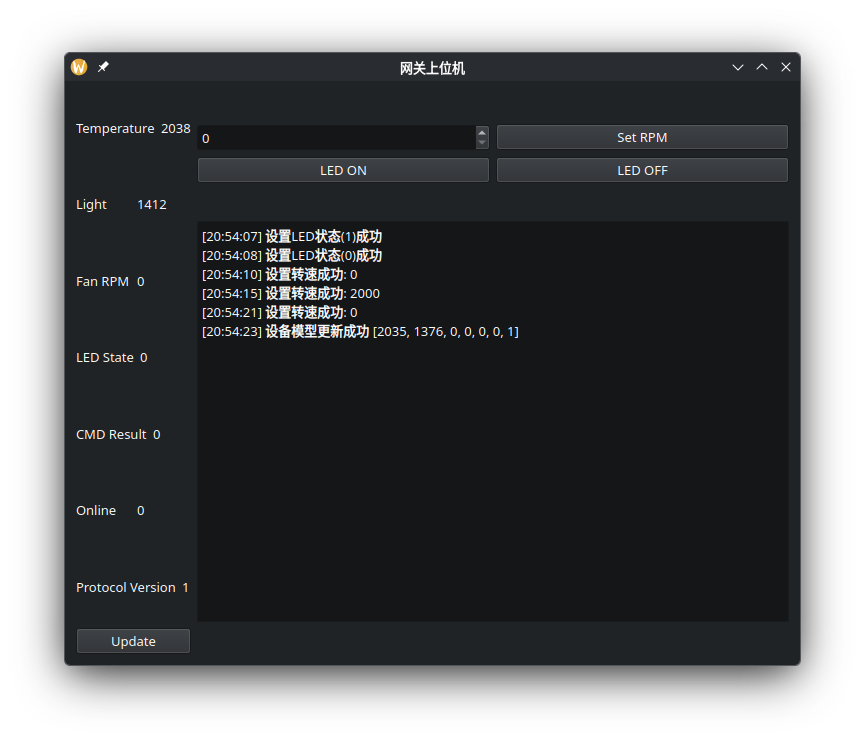 网关上位机
Temperature 2038
0
Set RPM
LED ON
LED OFF
Light 1412
[20:54:07] 设置LED状态(1)成功
[20:54:08] 设置LED状态(0)成功
[20:54:10] 设置转速成功: 0
[20:54:15] 设置转速成功: 2000
[20:54:21] 设置转速成功: 0
[20:54:23] 设备模型更新成功 [2035, 1376, 0, 0, 0, 0, 1]
Fan RPM 0
LED State 0
CMD Result 0
Online 0
Protocol Version 1
Update